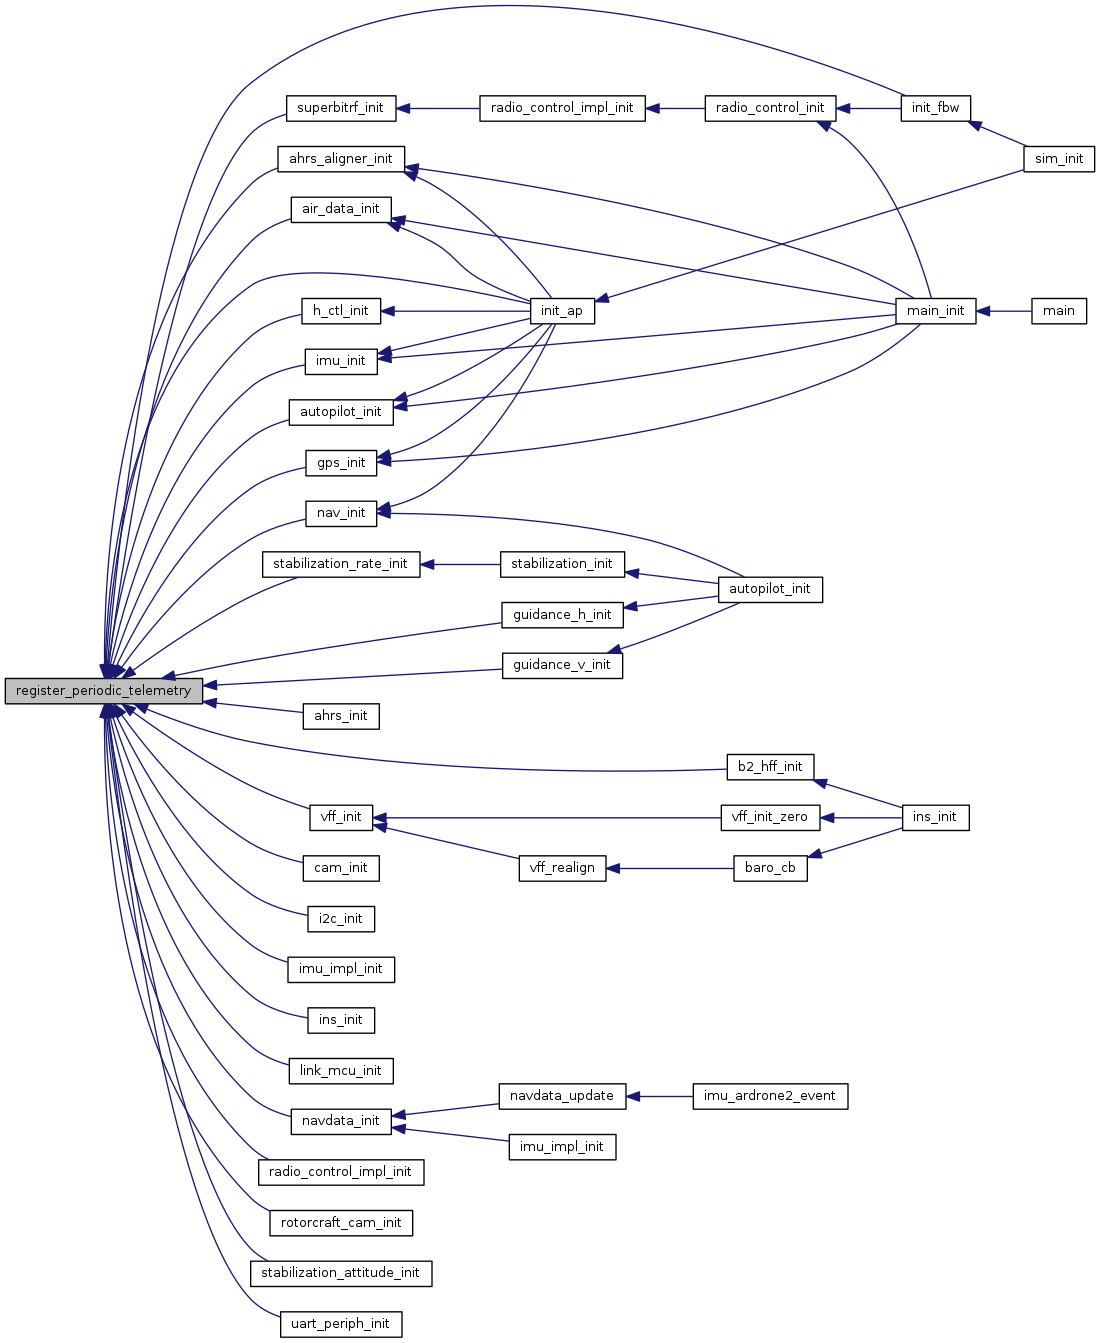 superbitrf_init
radio_control_impl_init
radio_control_init
init_fbw
ahrs_aligner_init
sim_init
air_data_init
h_ctl_init
init_ap
main_init
main
imu_init
autopilot_init
gps_init
nav_init
stabilization_rate_init
stabilization_init
autopilot_init
guidance_h_init
guidance_v_init
register_periodic_telemetry
ahrs_init
b2_hff_init
vff_init
vff_init_zero
ins_init
cam_init
vff_realign
baro_cb
i2c_init
imu_impl_init
ins_init
link_mcu_init
navdata_update
imu_ardrone2_event
navdata_init
imu_impl_init
radio_control_impl_init
rotorcraft_cam_init
stabilization_attitude_init
uart_periph_init